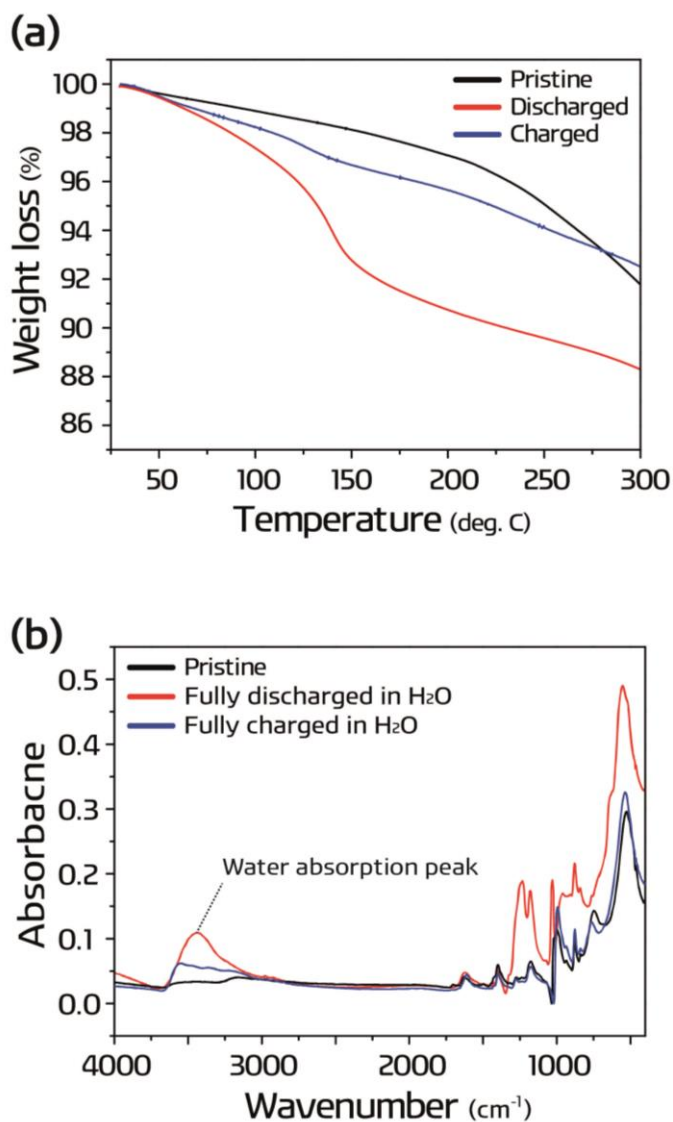 (a)
100
98
96
94
92
90
88
86
Weight loss (%)
Pristine
Discharged
Charged
50 100 150 200 250 300
Temperature (deg. C)
(b)
0.5
0.4
0.3
0.2
0.1
0.0
Absorbacne
Pristine
Fully discharged in H₂O
Fully charged in H₂O
Water absorption peak
4000 3000 2000 1000
Wavenumber (cm⁻¹)